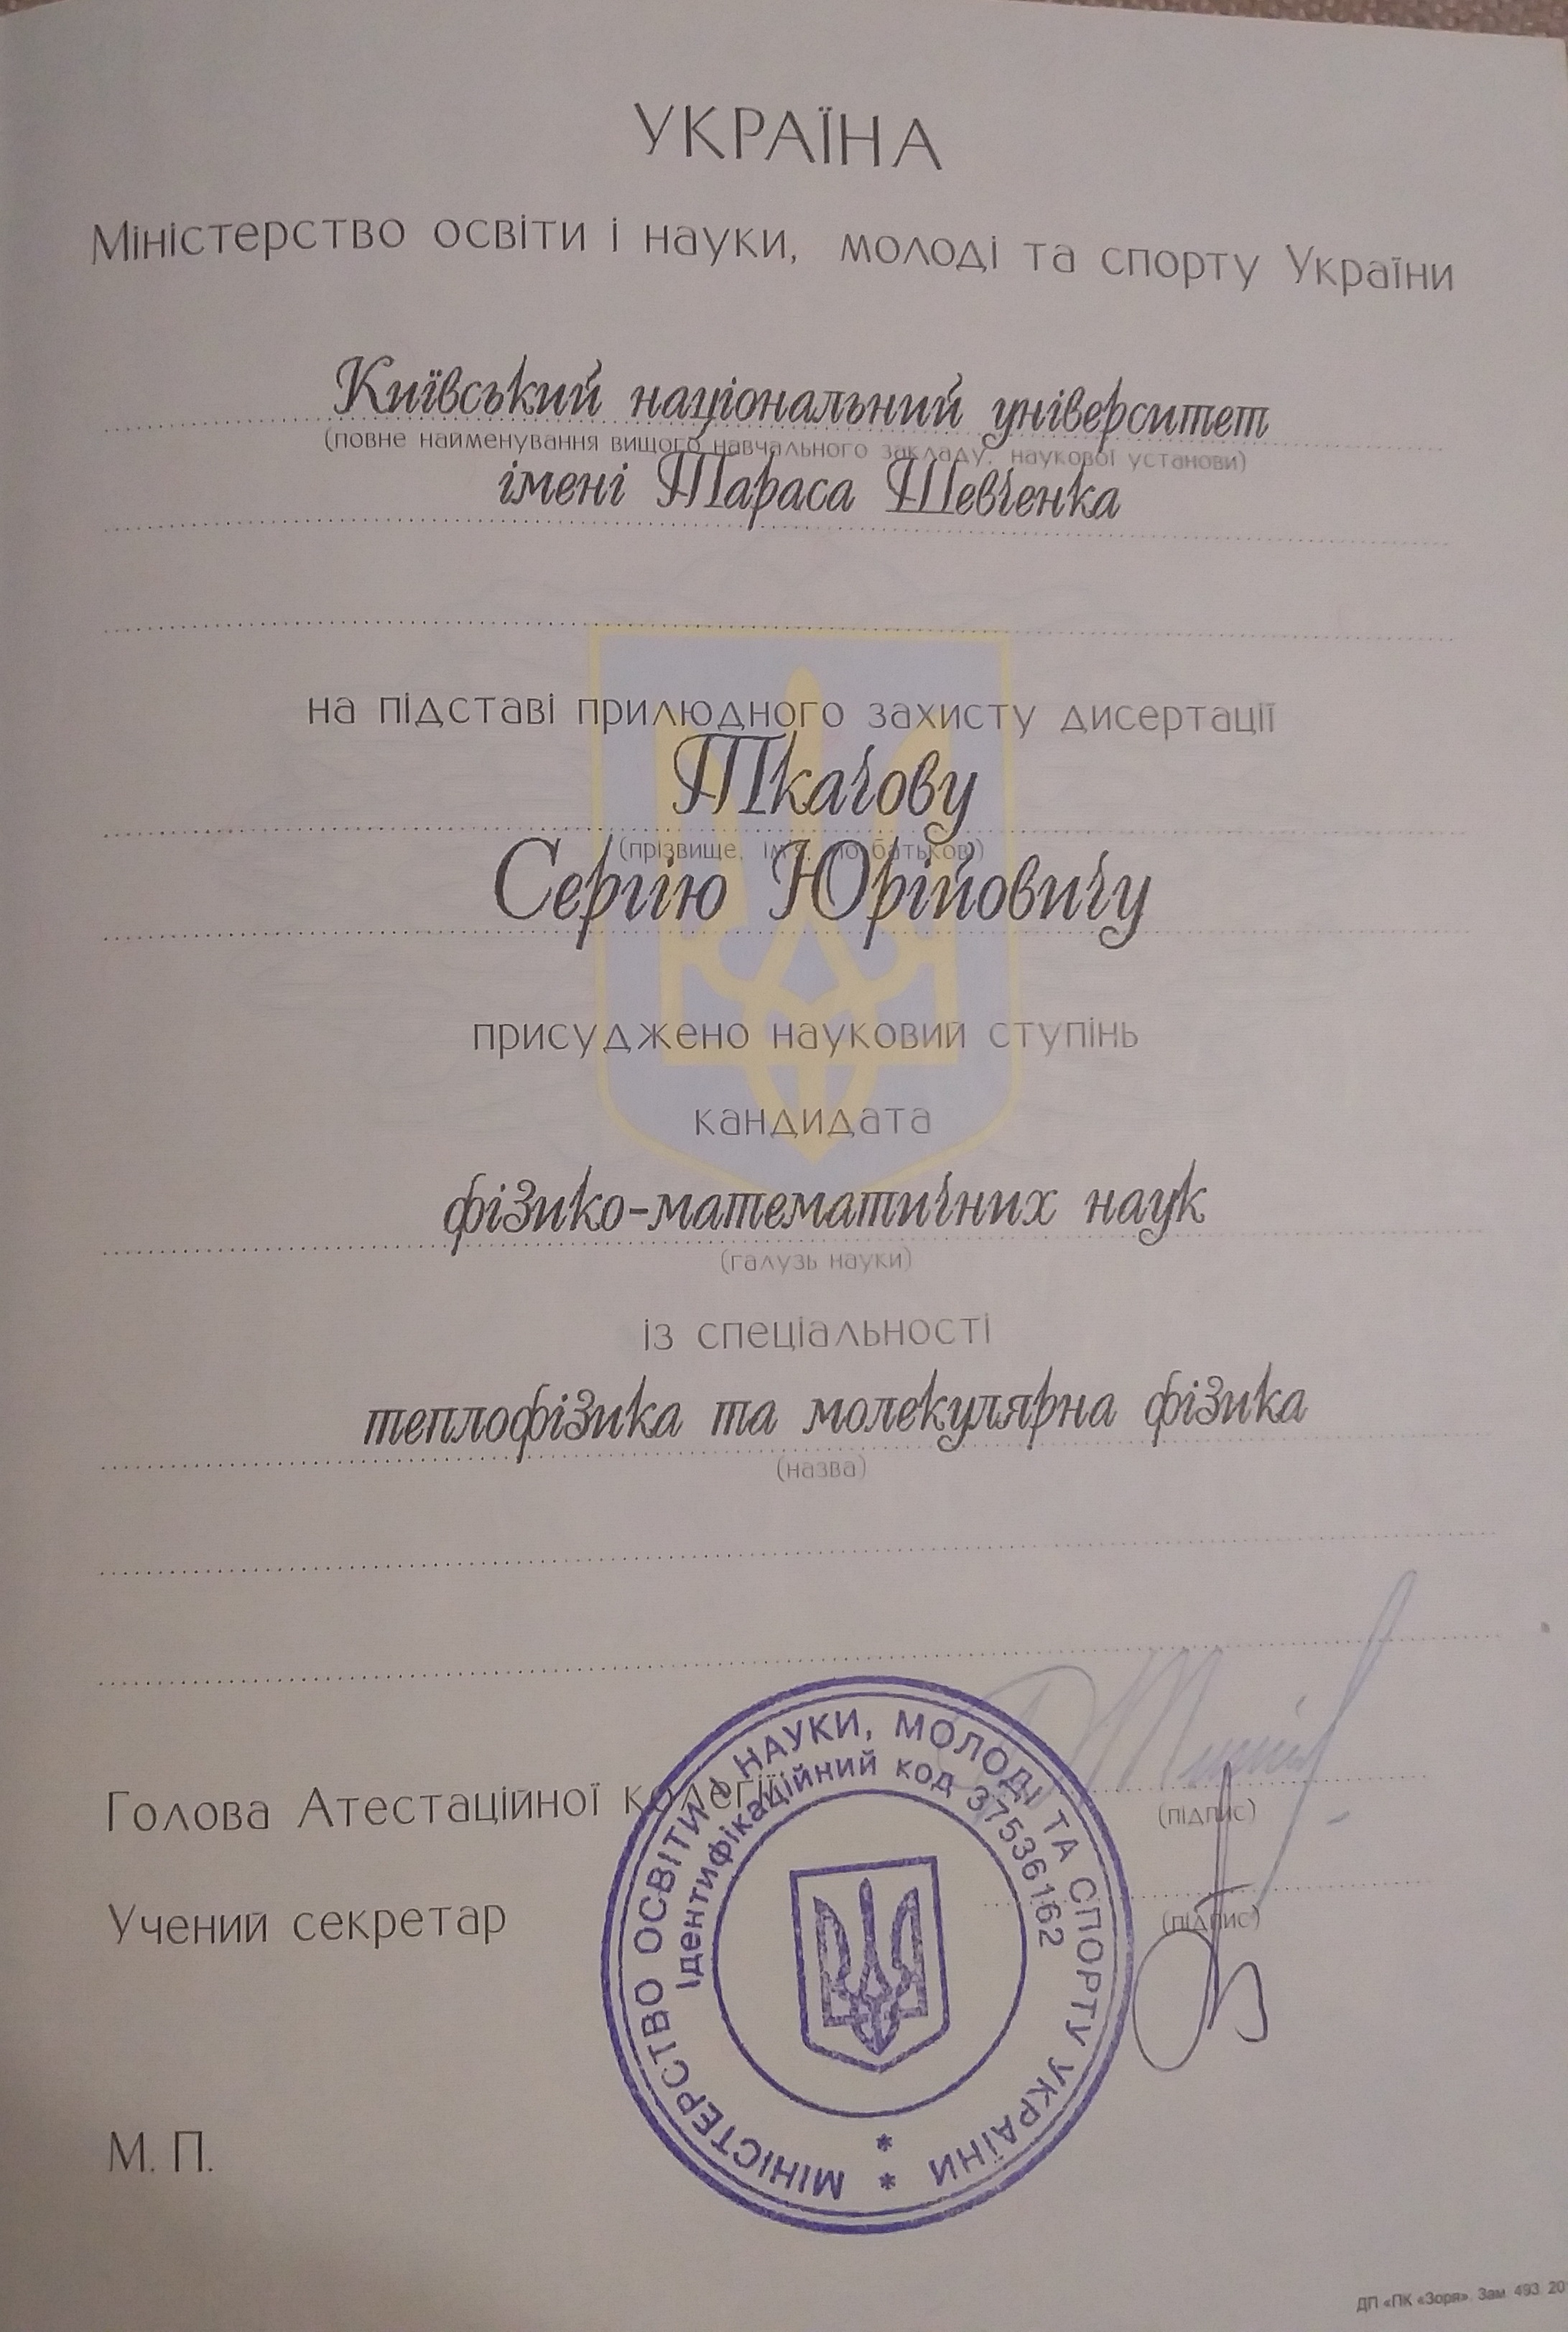 УКРАЇНА
Міністерство освіти і науки, молоді та спорту України
Київський національний університет
(повне найменування вищого навчального закладу, наукової установи)
імені Тараса Шевченка
на підставі прилюдного захисту дисертації
Ткачову
(прізвище, ім'я, по батькові)
Сергію Юрійовичу
присуджено науковий ступінь
кандидата
фізико-математичних наук
(галузь науки)
із спеціальності
теплофізика та молекулярна фізика
(назва)
Голова Атестаційної колегії
(підпис)
Учений секретар
(підпис)
МІНІСТЕРСТВО ОСВІТИ І НАУКИ, МОЛОДІ ТА СПОРТУ УКРАЇНИ * *
Ідентифікаційний код 37536162
М. П.
ДП «ПК «Зоря». Зам. 493. 20